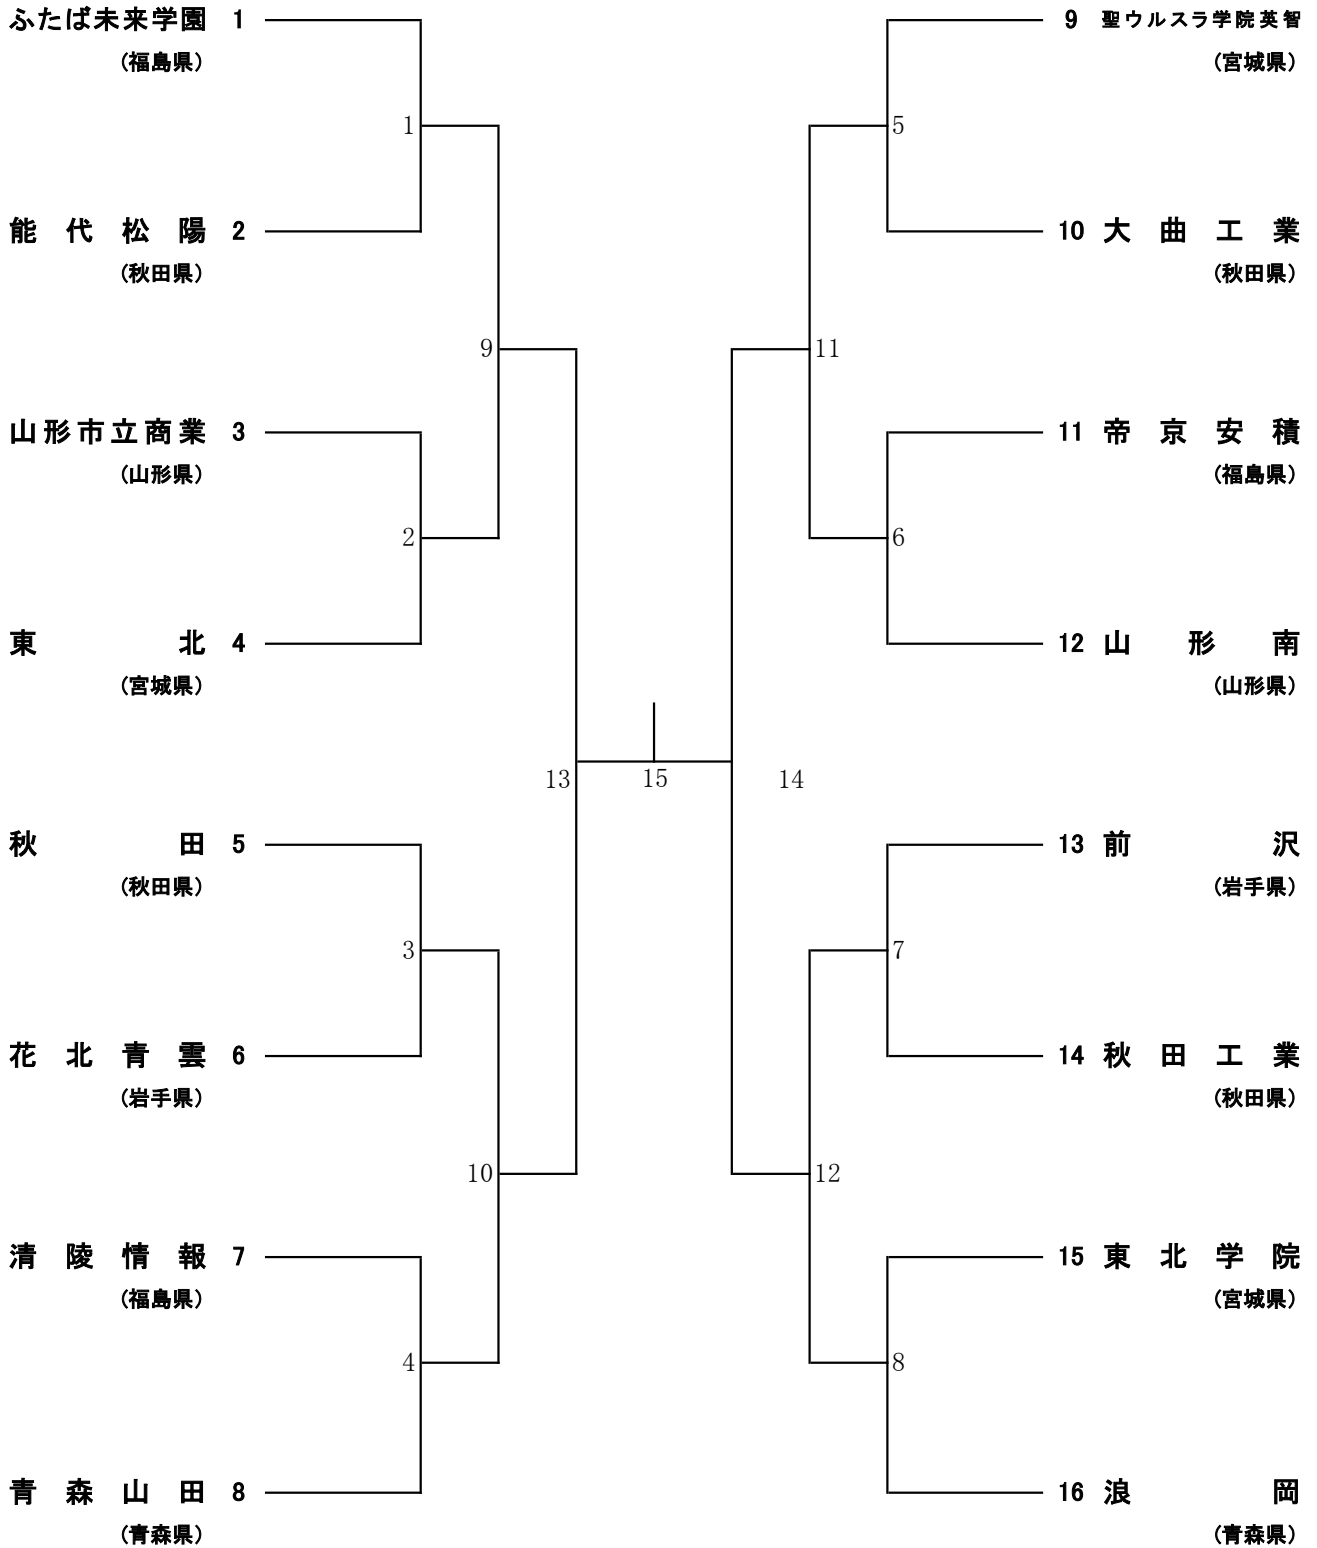 ふたば未来学園 1
（福島県）
1
能代松陽 2
（秋田県）
9
山形市立商業 3
（山形県）
2
東北 4
（宮城県）
13
15
14
秋田 5
（秋田県）
3
花北青雲 6
（岩手県）
10
清陵情報 7
（福島県）
4
青森山田 8
（青森県）
9 聖ウルスラ学院英智
（宮城県）
5
10 大曲工業
（秋田県）
11
11 帝京安積
（福島県）
6
12 山形南
（山形県）
13 前沢
（岩手県）
7
14 秋田工業
（秋田県）
12
15 東北学院
（宮城県）
8
16 浪岡
（青森県）